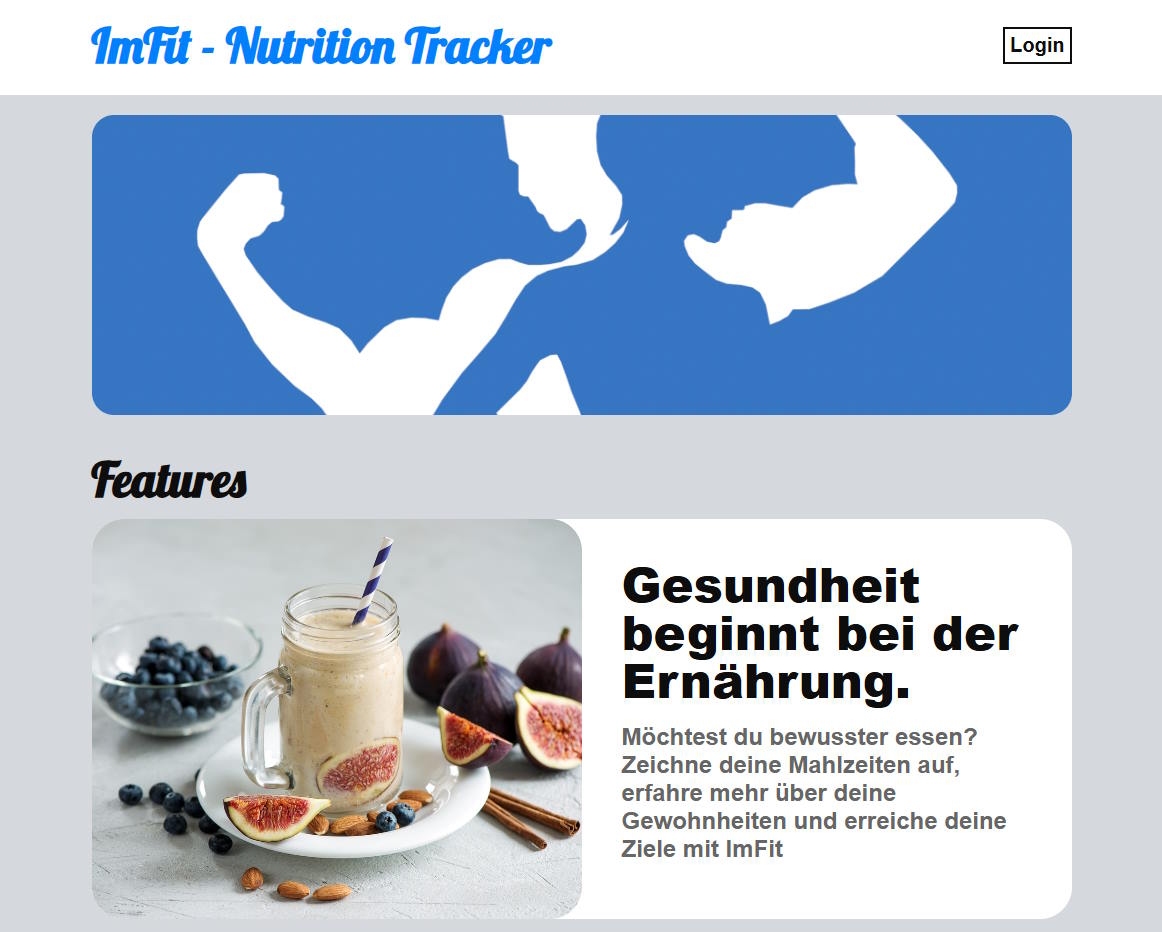 ImFit - Nutrition Tracker
Login
Features
Gesundheit
beginnt bei der
Ernährung.
Möchtest du bewusster essen?
Zeichne deine Mahlzeiten auf,
erfahre mehr über deine
Gewohnheiten und erreiche deine
Ziele mit ImFit